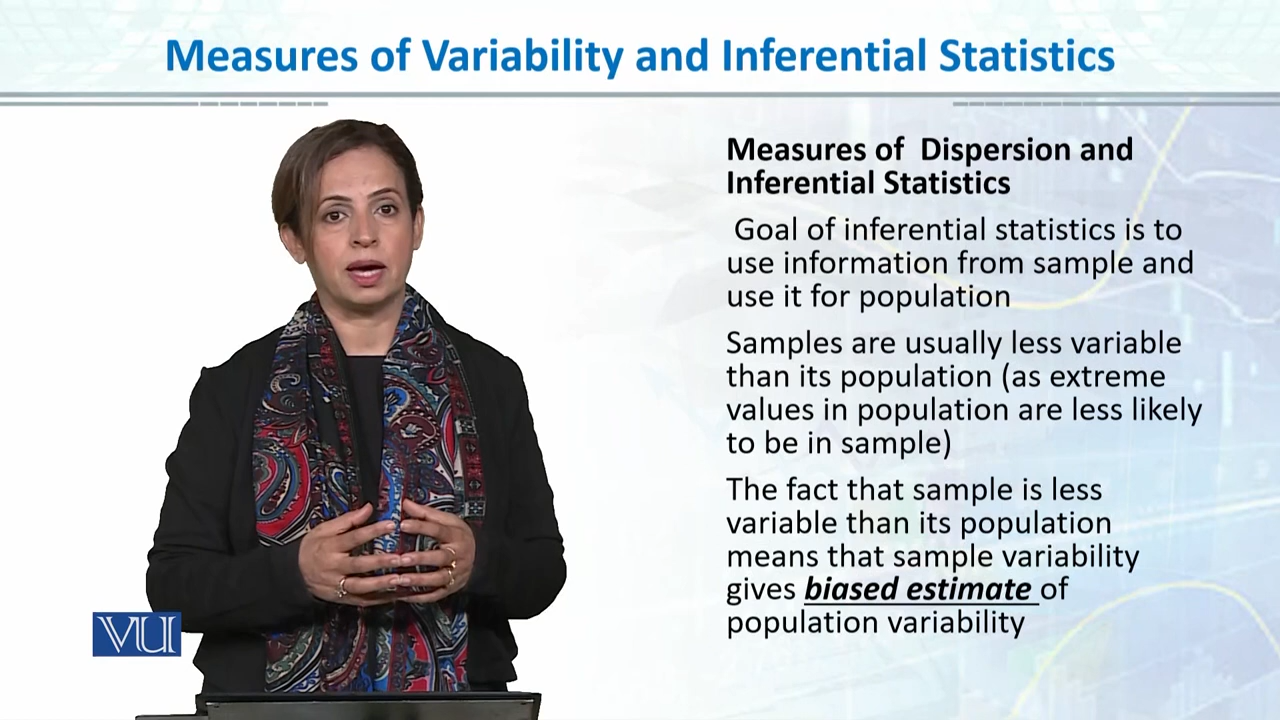 Measures of Variability and Inferential Statistics
Measures of Dispersion and
Inferential Statistics
Goal of inferential statistics is to
use information from sample and
use it for population
Samples are usually less variable
than its population (as extreme
values in population are less likely
to be in sample)
The fact that sample is less
variable than its population
means that sample variability
gives biased estimate of
population variability
VU